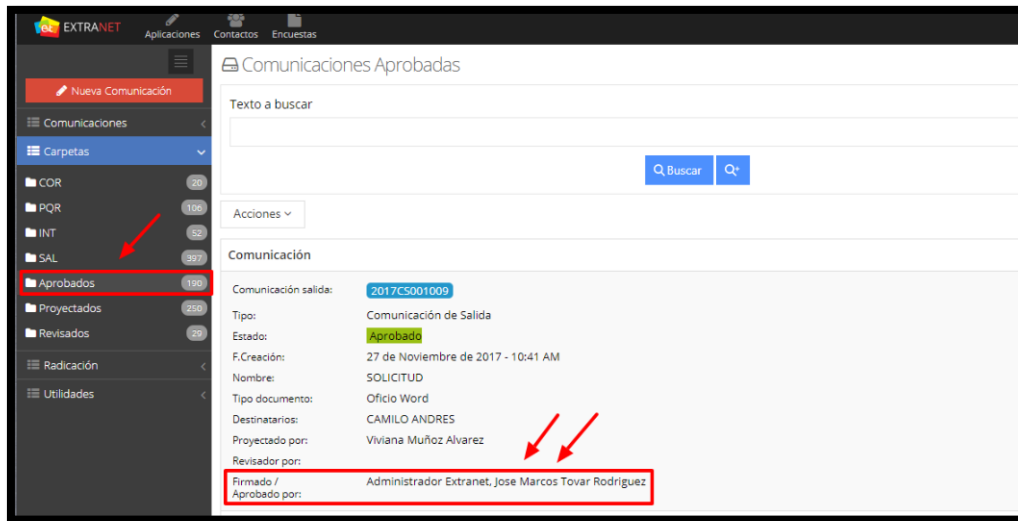 EXTRANET
Aplicaciones Contactos Encuestas
Nueva Comunicación
Comunicaciones
Carpetas
COR 20
PQR 106
INT 52
SAL 397
Aprobados 190
Proyectados 250
Revisados 29
Radicación
Utilidades
Comunicaciones Aprobadas
Texto a buscar
Buscar
Acciones
Comunicación
Comunicación salida: 2017CS001009
Tipo: Comunicación de Salida
Estado: Aprobado
F.Creación: 27 de Noviembre de 2017 - 10:41 AM
Nombre: SOLICITUD
Tipo documento: Oficio Word
Destinatarios: CAMILO ANDRES
Proyectado por: Viviana Muñoz Alvarez
Revisador por:
Firmado / Administrador Extranet, Jose Marcos Tovar Rodriguez
Aprobado por: